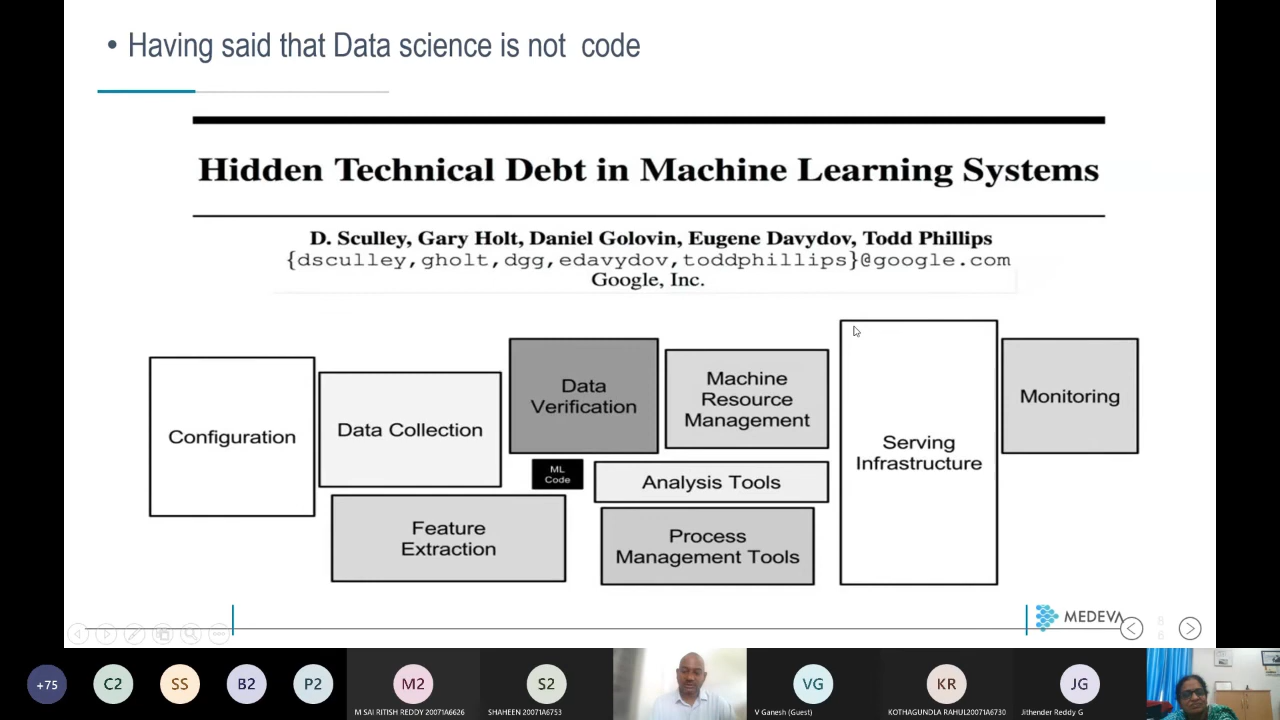 • Having said that Data science is not code
Hidden Technical Debt in Machine Learning Systems
D. Sculley, Gary Holt, Daniel Golovin, Eugene Davydov, Todd Phillips
{dsculley,gholt,dgg,edavydov,toddphillips}@google.com
Google, Inc.
Configuration
Data Collection
Data
Verification
Machine
Resource
Management
Serving
Infrastructure
Monitoring
ML
Code
Analysis Tools
Feature
Extraction
Process
Management Tools
MEDEVA
8
6
+75
C2
SS
B2
P2
M2
M SAI RITISH REDDY 20071A6626
S2
SHAHEEN 20071A6753
VG
V Ganesh (Guest)
KR
KOTHAGUNDLA RAHUL20071A6730
JG
Jithender Reddy G